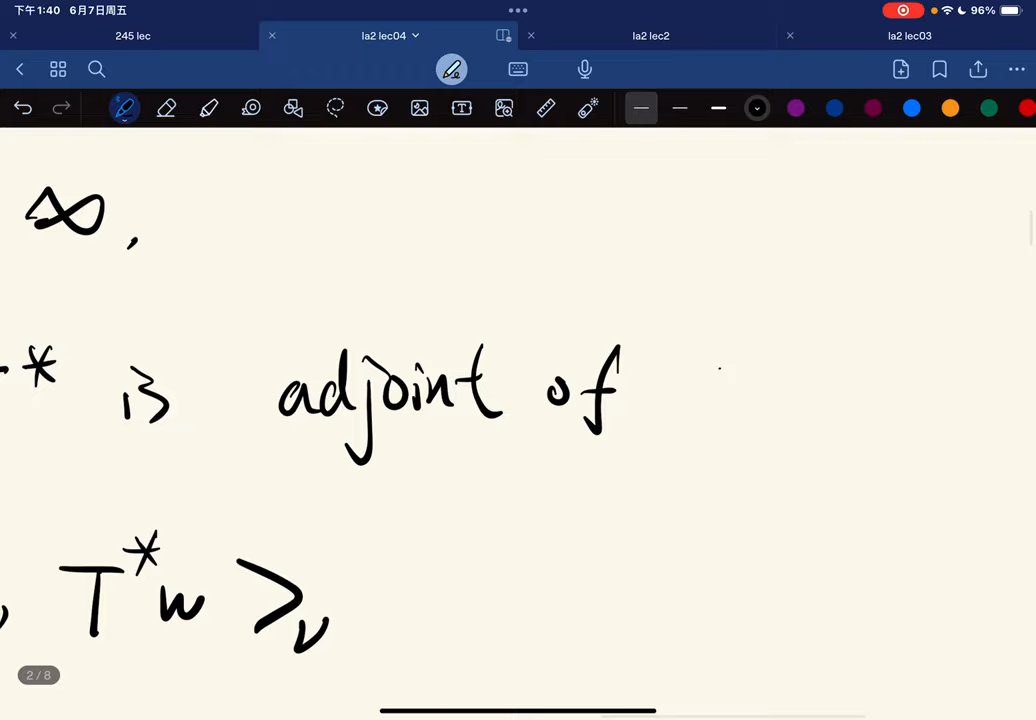 下午1:40 6月7日周五
96%
245 lec
la2 lec04
la2 lec2
la2 lec03
∞,
* is adjoint of
, T*w >ᵥ
2 / 8